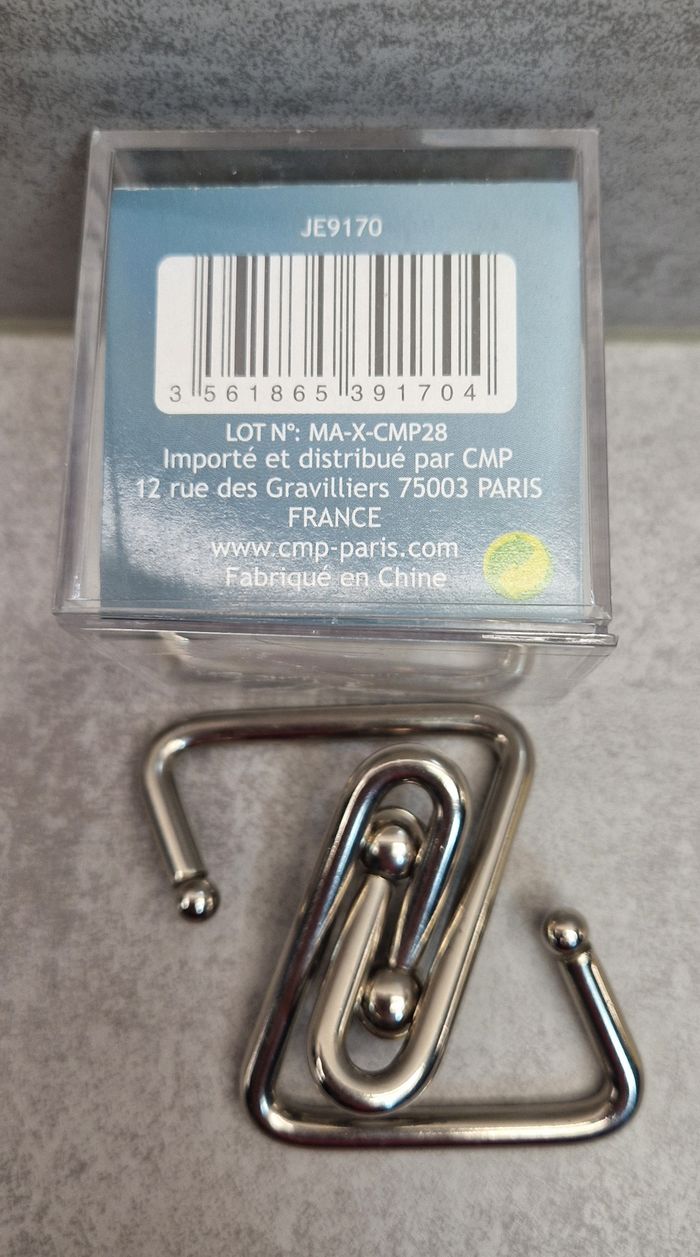 JE9170
3 561865 391704
LOT N°: MA-X-CMP28
Importé et distribué par CMP
12 rue des Gravilliers 75003 PARIS
FRANCE
www.cmp-paris.com
Fabriqué en Chine